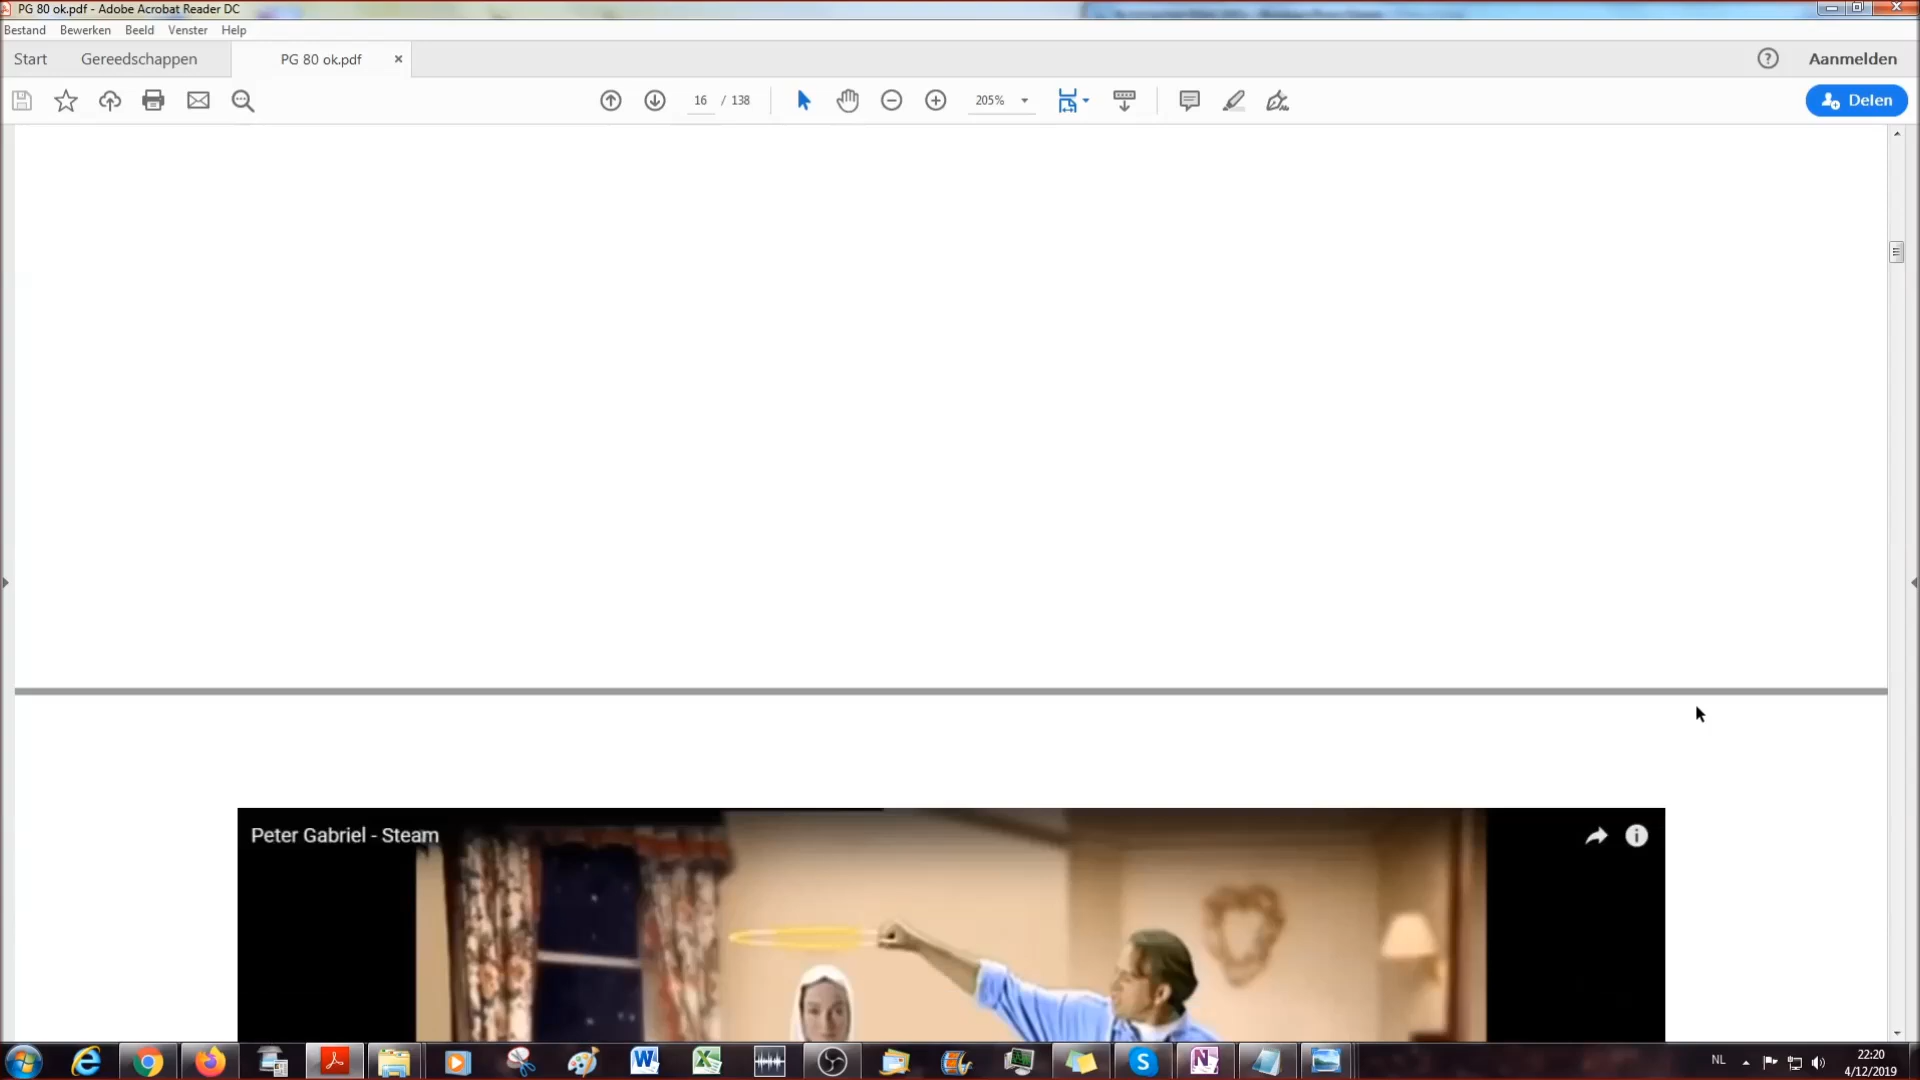 PG 80 ok.pdf - Adobe Acrobat Reader DC
Bestand Bewerken Beeld Venster Help
Start Gereedschappen PG 80 ok.pdf Aanmelden
16 / 138 205% Delen
Peter Gabriel - Steam
NL 22:20
4/12/2019